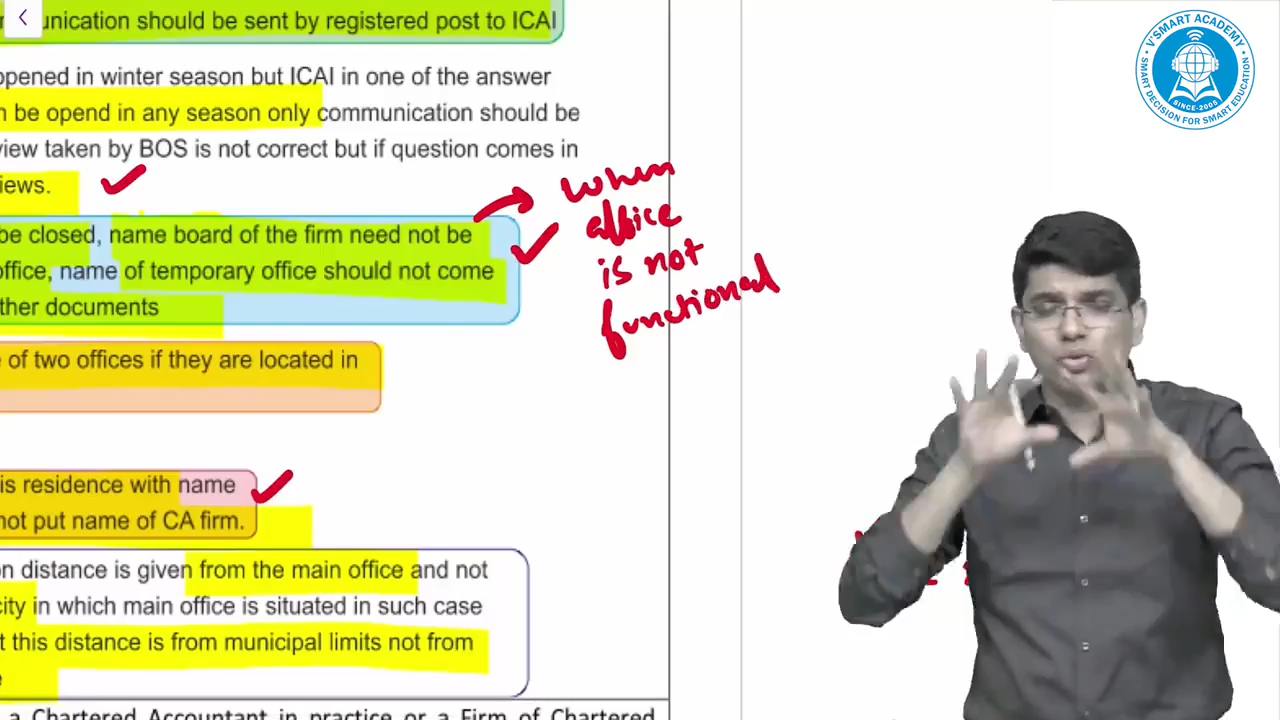 unication should be sent by registered post to ICAI
opened in winter season but ICAI in one of the answer
n be opend in any season only communication should be
view taken by BOS is not correct but if question comes in
iews.
be closed, name board of the firm need not be
office, name of temporary office should not come
ther documents
when
office
is not
functional
of two offices if they are located in
is residence with name
not put name of CA firm.
on distance is given from the main office and not
city in which main office is situated in such case
t this distance is from municipal limits not from
e
a Chartered Accountant in practice or a Firm of Chartered
V'SMART ACADEMY
SINCE-2005
SMART DECISION FOR SMART EDUCATION